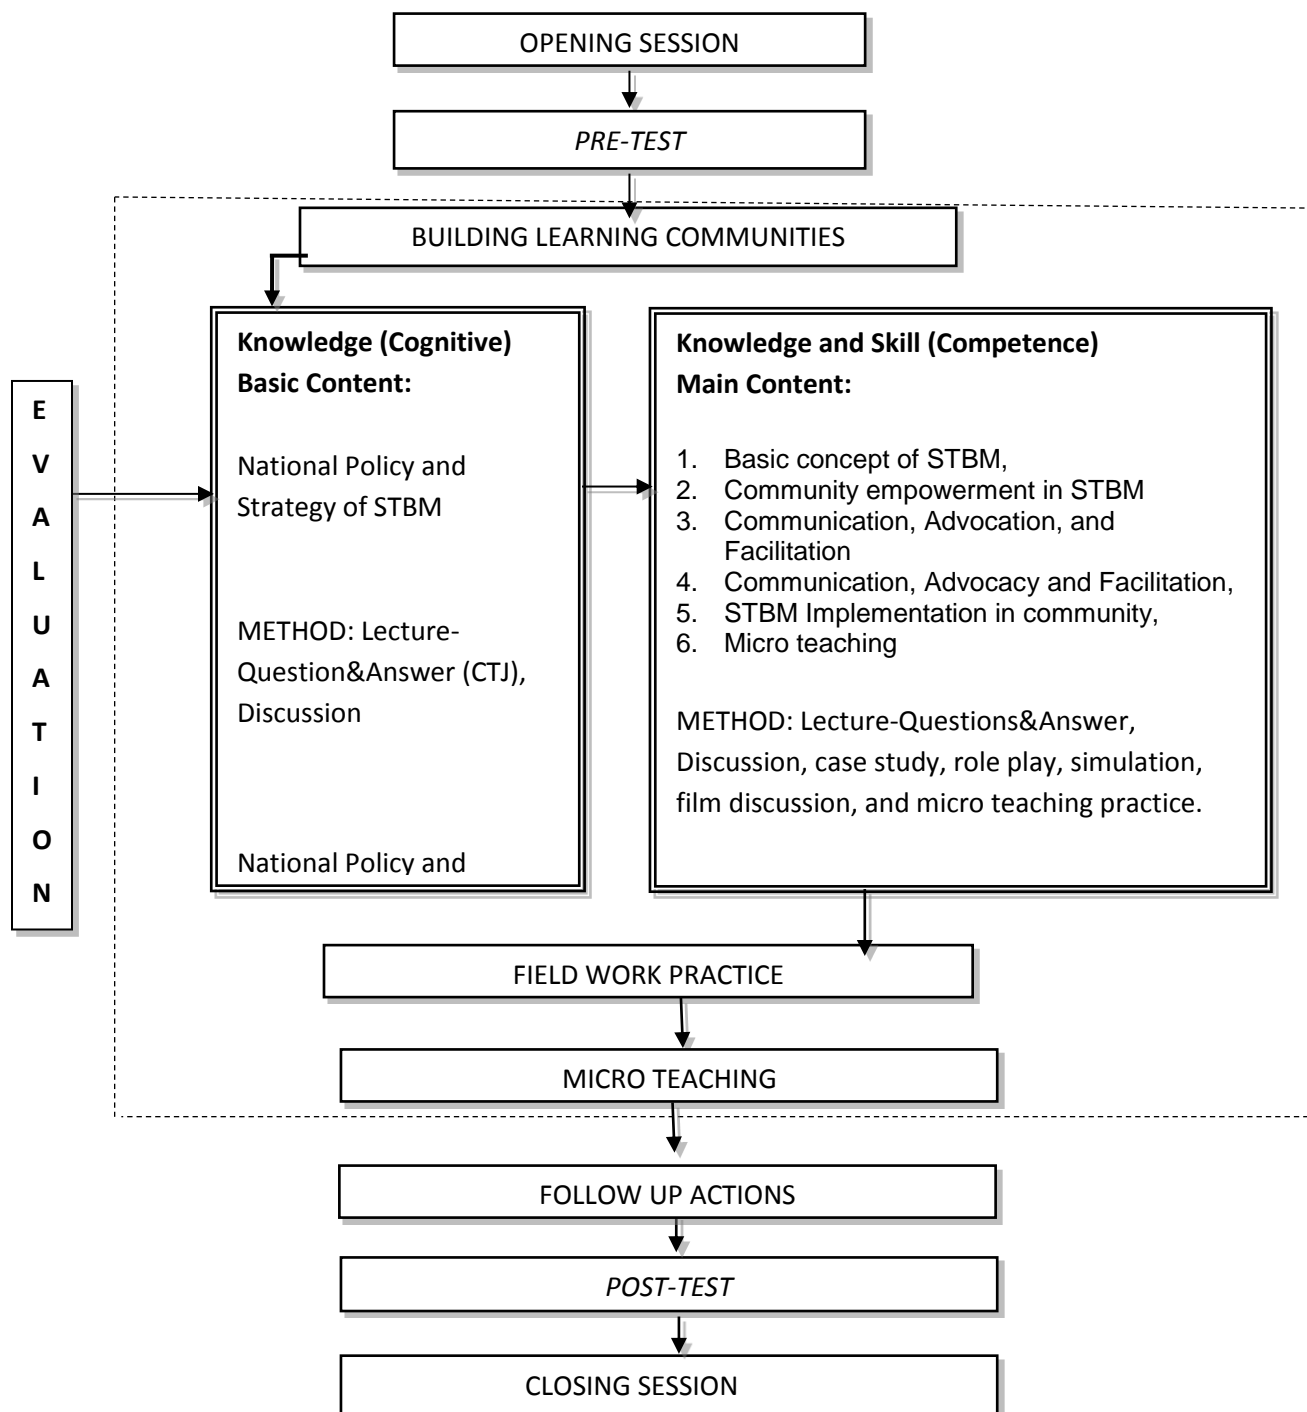 OPENING SESSION
PRE-TEST
BUILDING LEARNING COMMUNITIES
E
V
A
L
U
A
T
I
O
N
Knowledge (Cognitive)
Basic Content:
National Policy and
Strategy of STBM
METHOD: Lecture-
Question&Answer (CTJ),
Discussion
National Policy and
Knowledge and Skill (Competence)
Main Content:
1. Basic concept of STBM,
2. Community empowerment in STBM
3. Communication, Advocation, and
Facilitation
4. Communication, Advocacy and Facilitation,
5. STBM Implementation in community,
6. Micro teaching
METHOD: Lecture-Questions&Answer,
Discussion, case study, role play, simulation,
film discussion, and micro teaching practice.
FIELD WORK PRACTICE
MICRO TEACHING
FOLLOW UP ACTIONS
POST-TEST
CLOSING SESSION